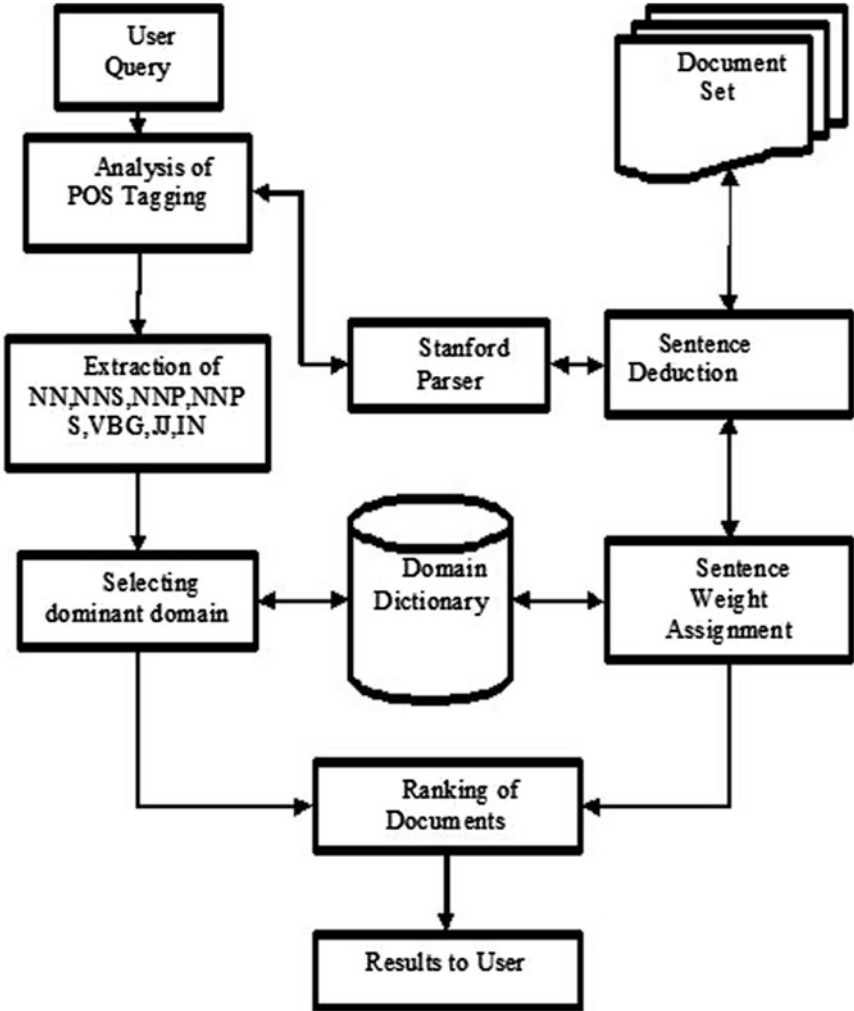 User
Query
Document
Set
Analysis of
POS Tagging
Extraction of
NN,NNS,NNP,NNP
S,VBG,JJ,IN
Stanford
Parser
Sentence
Deduction
Selecting
dominant domain
Domain
Dictionary
Sentence
Weight
Assignment
Ranking of
Documents
Results to User